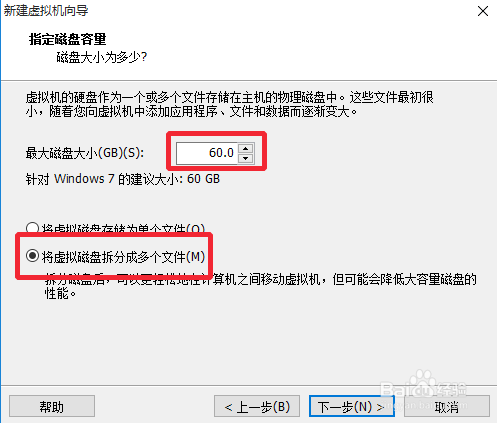 新建虚拟机向导
指定磁盘容量
磁盘大小为多少?
虚拟机的硬盘作为一个或多个文件存储在主机的物理磁盘中。这些文件最初很
小，随着您向虚拟机中添加应用程序、文件和数据而逐渐变大。
最大磁盘大小(GB)(S): 60.0
针对 Windows 7 的建议大小: 60 GB
将虚拟磁盘存储为单个文件(O)
将虚拟磁盘拆分成多个文件(M)
拆分磁盘后，可以更轻松地在计算机之间移动虚拟机，但可能会降低大容量磁盘的
性能。
Baidu 经验
帮助 < 上一步(B) 下一步(N) > 取消